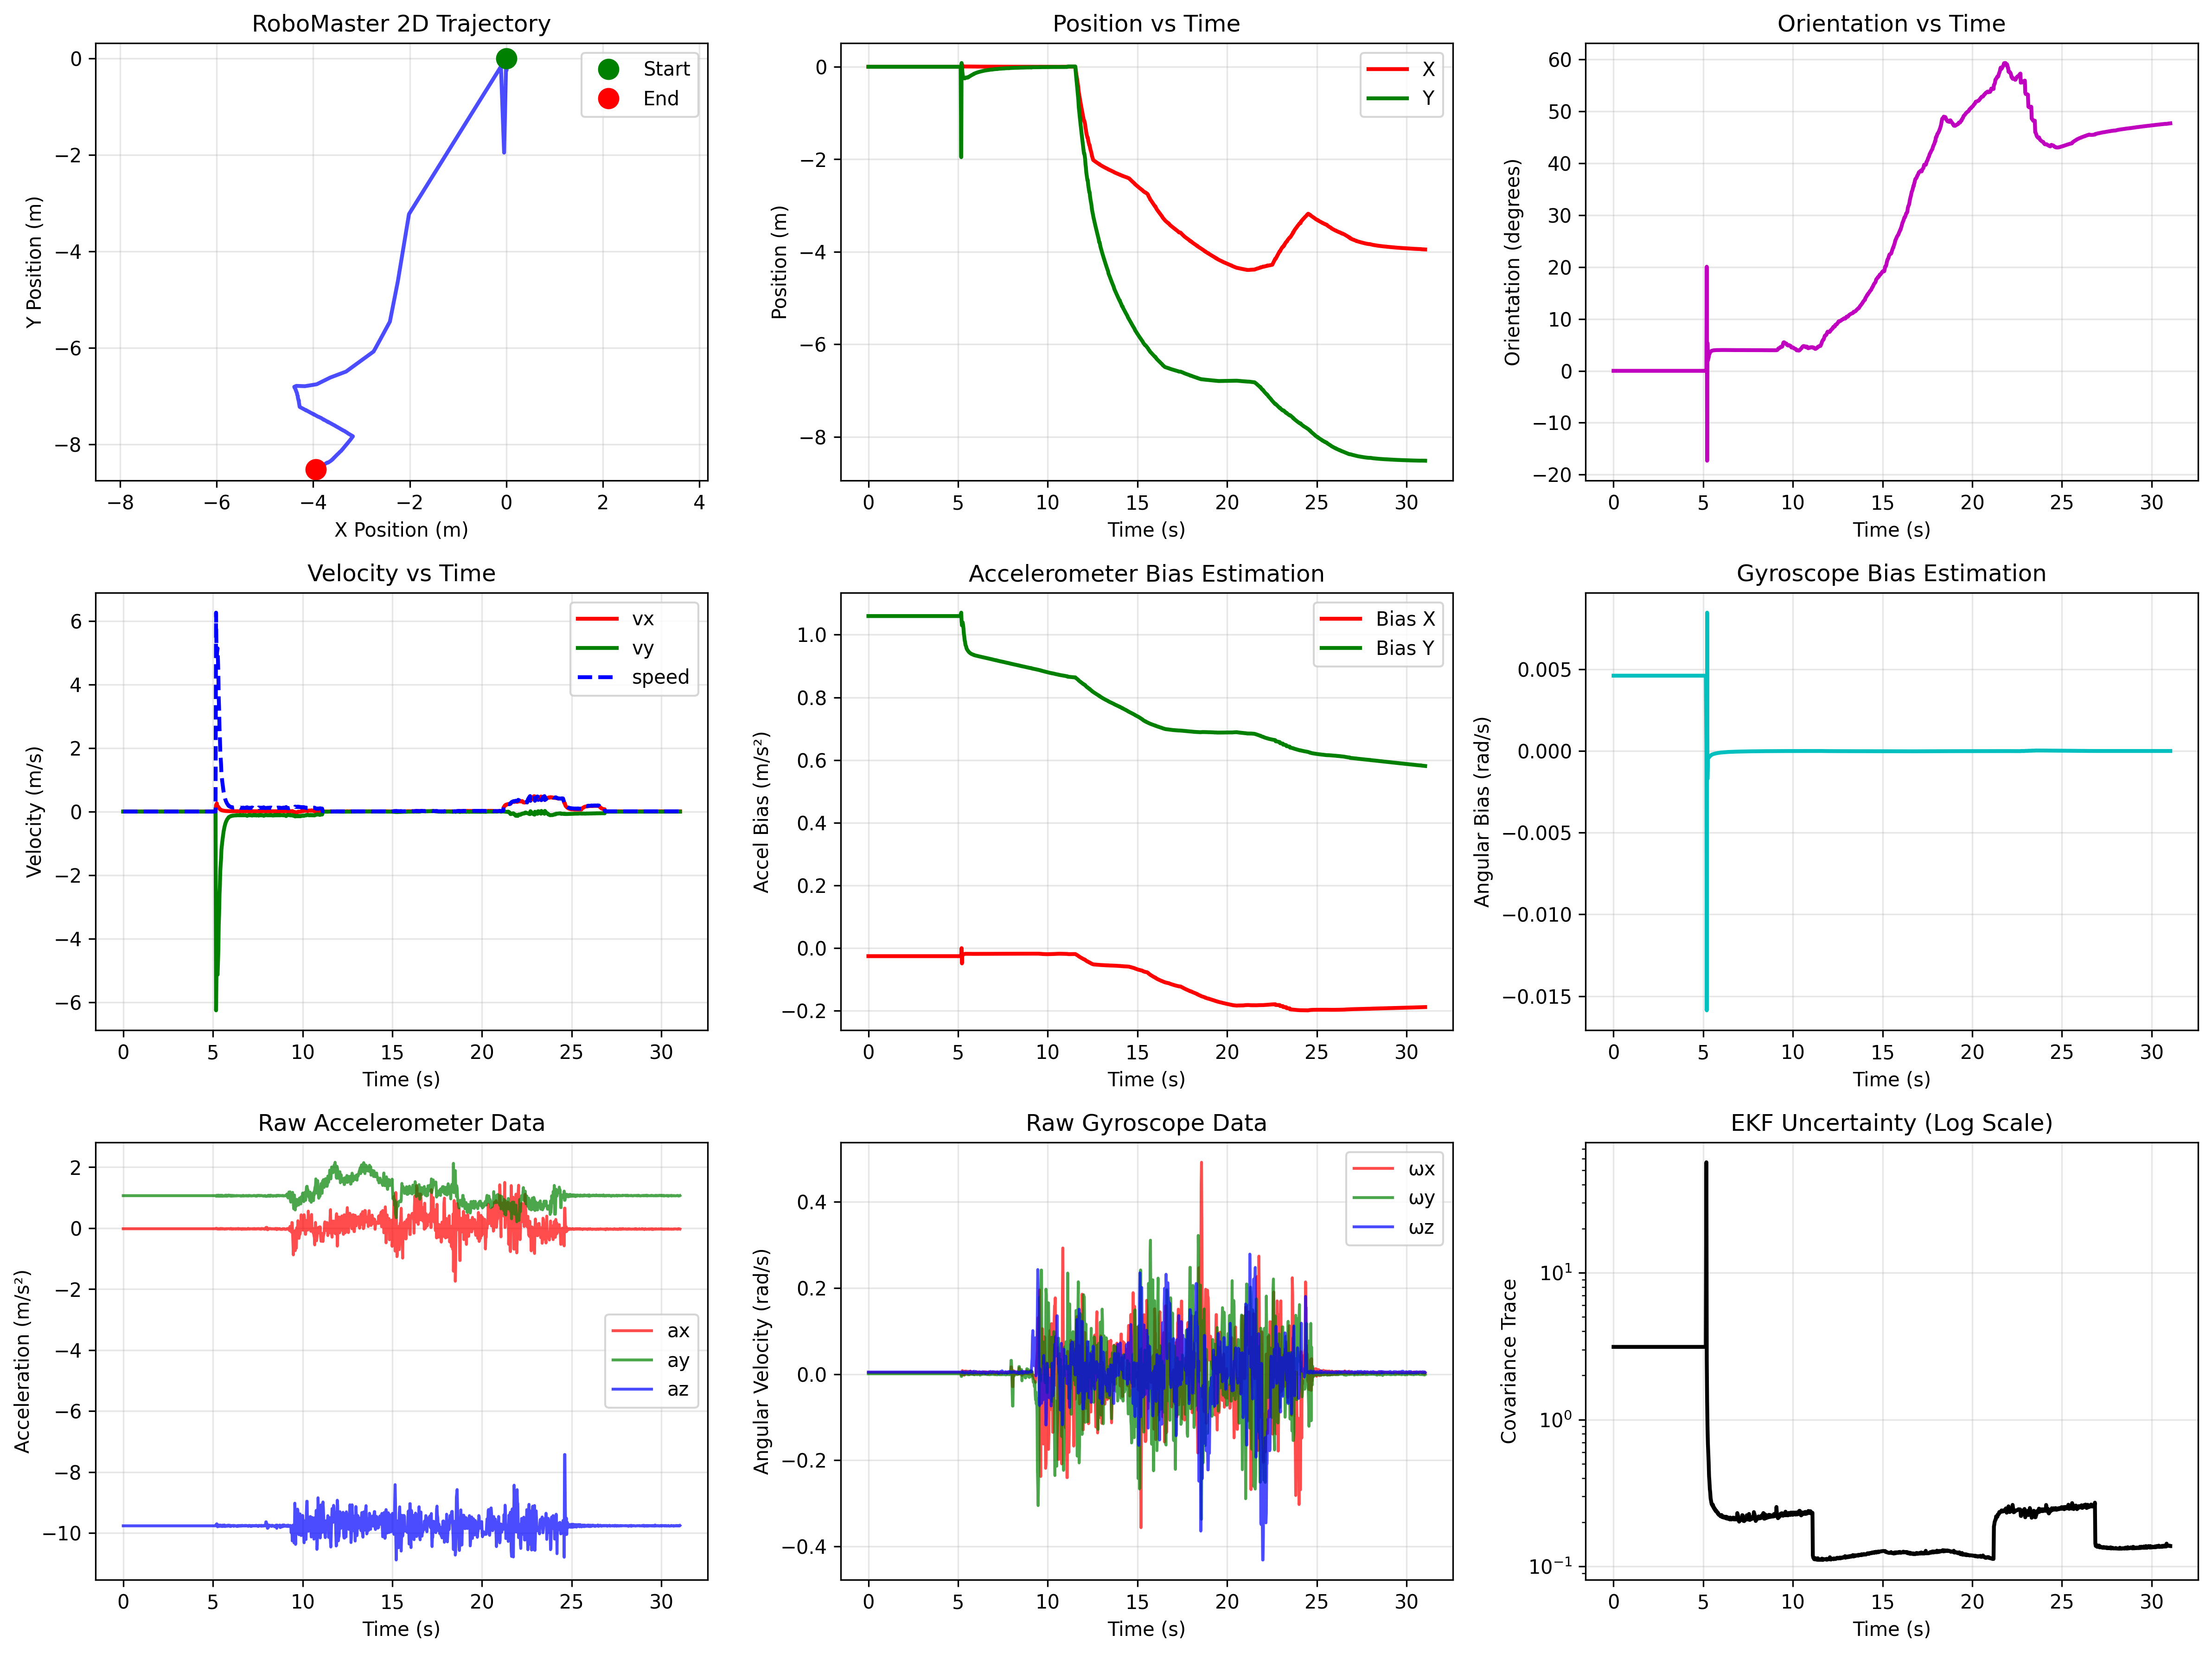 RoboMaster 2D Trajectory
Y Position (m)
0
−2
−4
−6
−8
Start
End
−8 −6 −4 −2 0 2 4
X Position (m)
Position vs Time
Position (m)
0
−2
−4
−6
−8
X
Y
0 5 10 15 20 25 30
Time (s)
Orientation vs Time
Orientation (degrees)
60
50
40
30
20
10
0
−10
−20
0 5 10 15 20 25 30
Time (s)
Velocity vs Time
Velocity (m/s)
6
4
2
0
−2
−4
−6
vx
vy
speed
0 5 10 15 20 25 30
Time (s)
Accelerometer Bias Estimation
Accel Bias (m/s²)
1.0
0.8
0.6
0.4
0.2
0.0
−0.2
Bias X
Bias Y
0 5 10 15 20 25 30
Time (s)
Gyroscope Bias Estimation
Angular Bias (rad/s)
0.005
0.000
−0.005
−0.010
−0.015
0 5 10 15 20 25 30
Time (s)
Raw Accelerometer Data
Acceleration (m/s²)
2
0
−2
−4
−6
−8
−10
ax
ay
az
0 5 10 15 20 25 30
Time (s)
Raw Gyroscope Data
Angular Velocity (rad/s)
0.4
0.2
0.0
−0.2
−0.4
ωx
ωy
ωz
0 5 10 15 20 25 30
Time (s)
EKF Uncertainty (Log Scale)
Covariance Trace
10¹
10⁰
10⁻¹
0 5 10 15 20 25 30
Time (s)